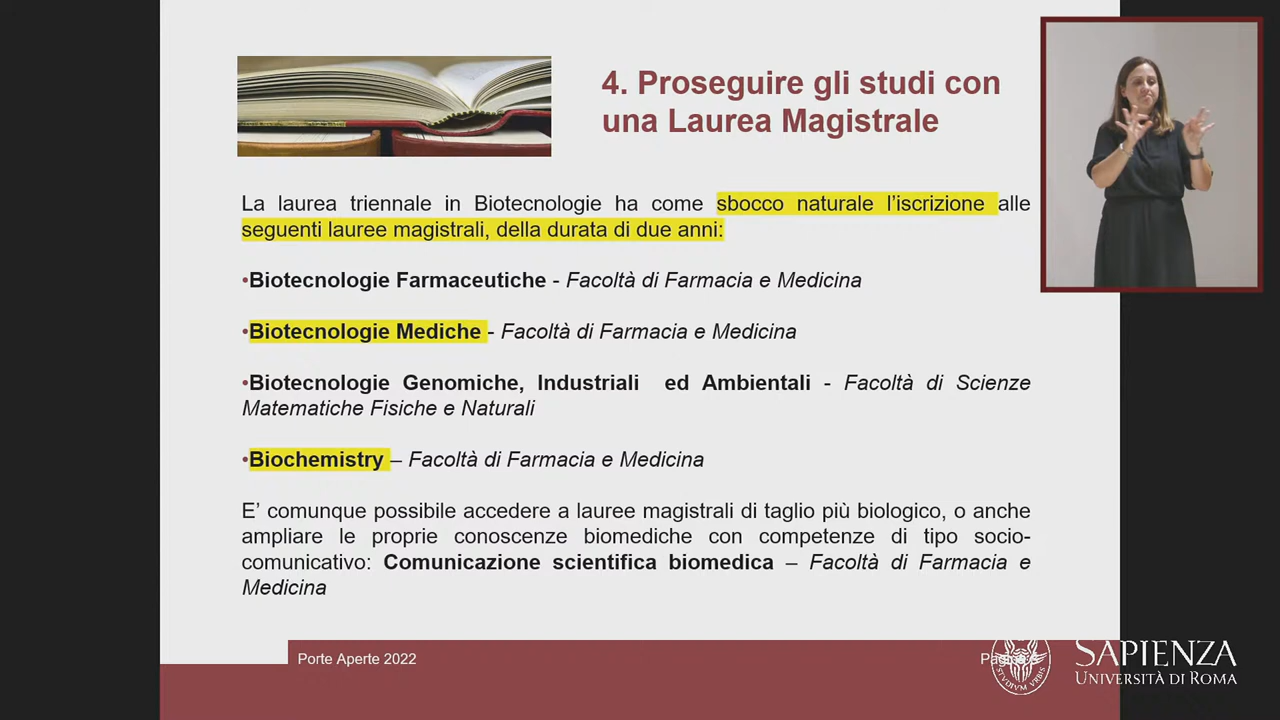 4. Proseguire gli studi con
una Laurea Magistrale
La laurea triennale in Biotecnologie ha come sbocco naturale l’iscrizione alle
seguenti lauree magistrali, della durata di due anni:
•Biotecnologie Farmaceutiche - Facoltà di Farmacia e Medicina
•Biotecnologie Mediche - Facoltà di Farmacia e Medicina
•Biotecnologie Genomiche, Industriali ed Ambientali - Facoltà di Scienze
Matematiche Fisiche e Naturali
•Biochemistry – Facoltà di Farmacia e Medicina
E’ comunque possibile accedere a lauree magistrali di taglio più biologico, o anche
ampliare le proprie conoscenze biomediche con competenze di tipo socio-
comunicativo: Comunicazione scientifica biomedica – Facoltà di Farmacia e
Medicina
Porte Aperte 2022
STUDIUM URBIS
SAPIENZA
UNIVERSITÀ DI ROMA